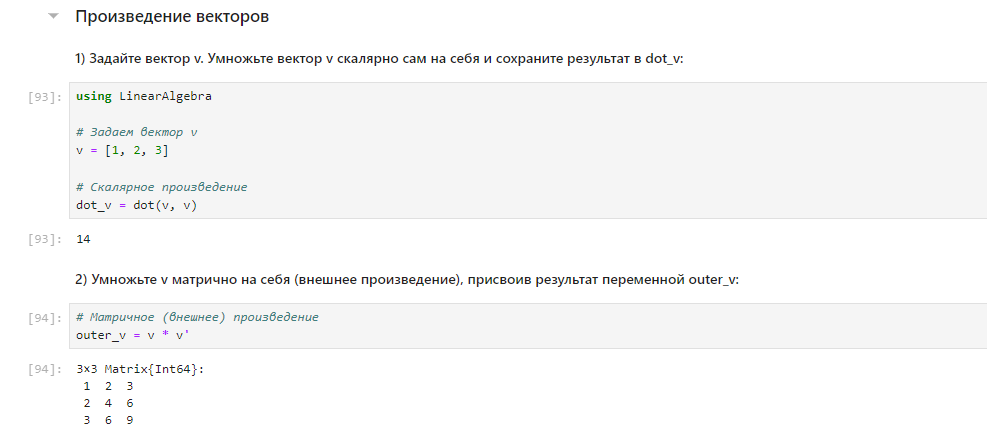 Произведение векторов
1) Задайте вектор v. Умножьте вектор v скалярно сам на себя и сохраните результат в dot_v:
[93]: using LinearAlgebra
# Задаем вектор v
v = [1, 2, 3]
# Скалярное произведение
dot_v = dot(v, v)
[93]: 14
2) Умножьте v матрично на себя (внешнее произведение), присвоив результат переменной outer_v:
[94]: # Матричное (внешнее) произведение
outer_v = v * v'
[94]: 3×3 Matrix{Int64}:
1 2 3
2 4 6
3 6 9